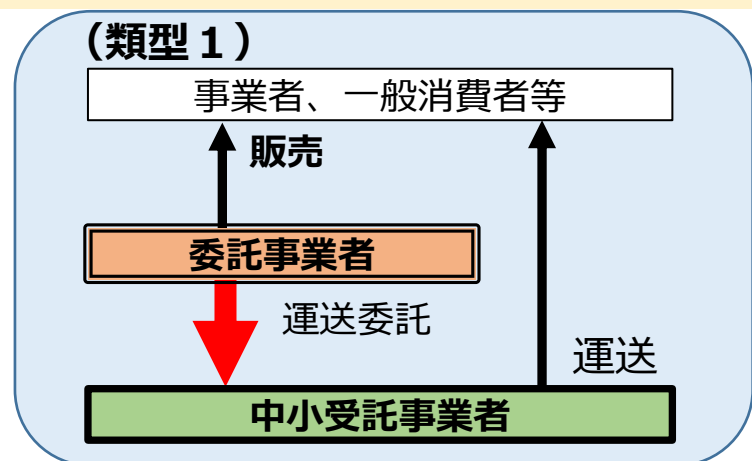 （類型１）
事業者、一般消費者等
販売
委託事業者
運送委託
運送
中小受託事業者